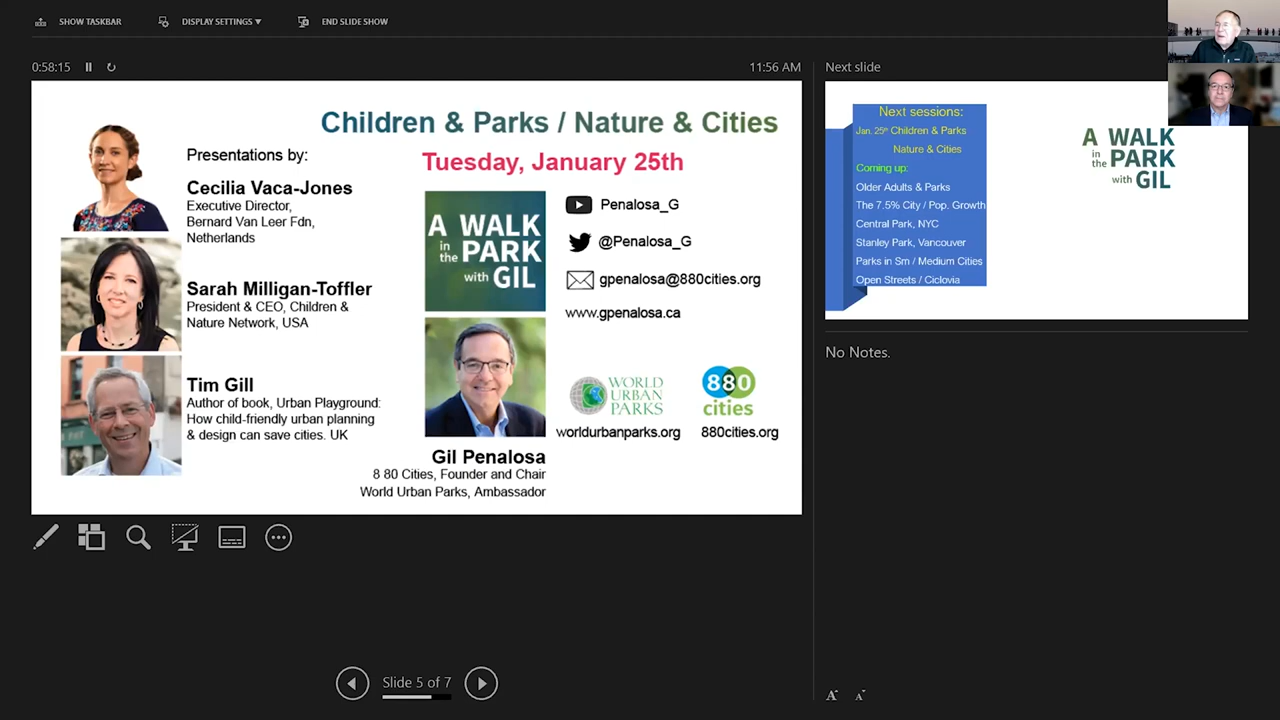 SHOW TASKBAR
DISPLAY SETTINGS ▼
END SLIDE SHOW
0:58:15
11:56 AM
Next slide
Children & Parks / Nature & Cities
Tuesday, January 25th
Presentations by:
Cecilia Vaca-Jones
Executive Director,
Bernard Van Leer Fdn,
Netherlands
Sarah Milligan-Toffler
President & CEO, Children &
Nature Network, USA
Tim Gill
Author of book, Urban Playground:
How child-friendly urban planning
& design can save cities. UK
A WALK
in the PARK
with GIL
Penalosa_G
@Penalosa_G
gpenalosa@880cities.org
www.gpenalosa.ca
WORLD
URBAN
PARKS
worldurbanparks.org
880
cities
880cities.org
Gil Penalosa
8 80 Cities, Founder and Chair
World Urban Parks, Ambassador
Next sessions:
Jan. 25th Children & Parks
Nature & Cities
Coming up:
Older Adults & Parks
The 7.5% City / Pop. Growth
Central Park, NYC
Stanley Park, Vancouver
Parks in Sm / Medium Cities
Open Streets / Ciclovia
A WALK
in the PARK
with GIL
No Notes.
Slide 5 of 7
A A